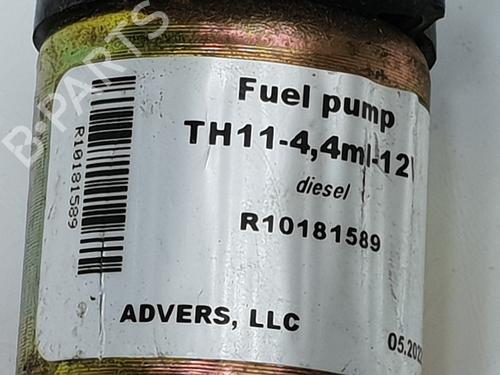 B-PARTS
Fuel pump
TH11-4,4ml-12V
diesel
R10181589
R10181589
ADVERS, LLC
05.202